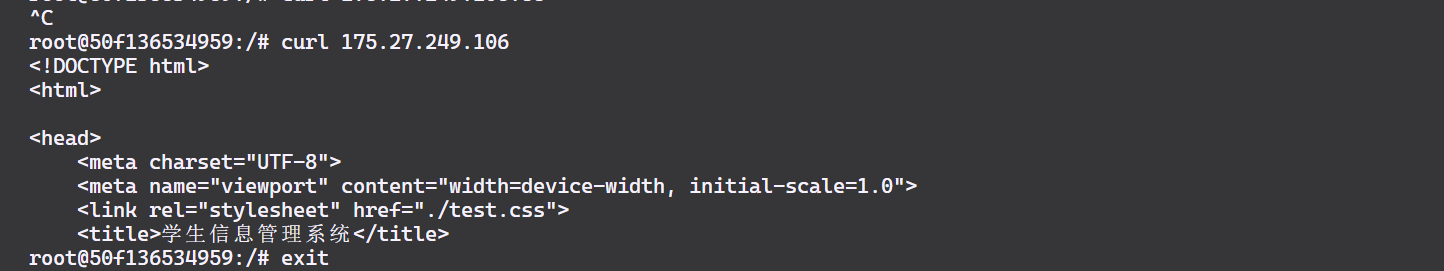 ^C
root@50f136534959:/# curl 175.27.249.106
<!DOCTYPE html>
<html>
<head>
<meta charset="UTF-8">
<meta name="viewport" content="width=device-width, initial-scale=1.0">
<link rel="stylesheet" href="./test.css">
<title>学生信息管理系统</title>
root@50f136534959:/# exit